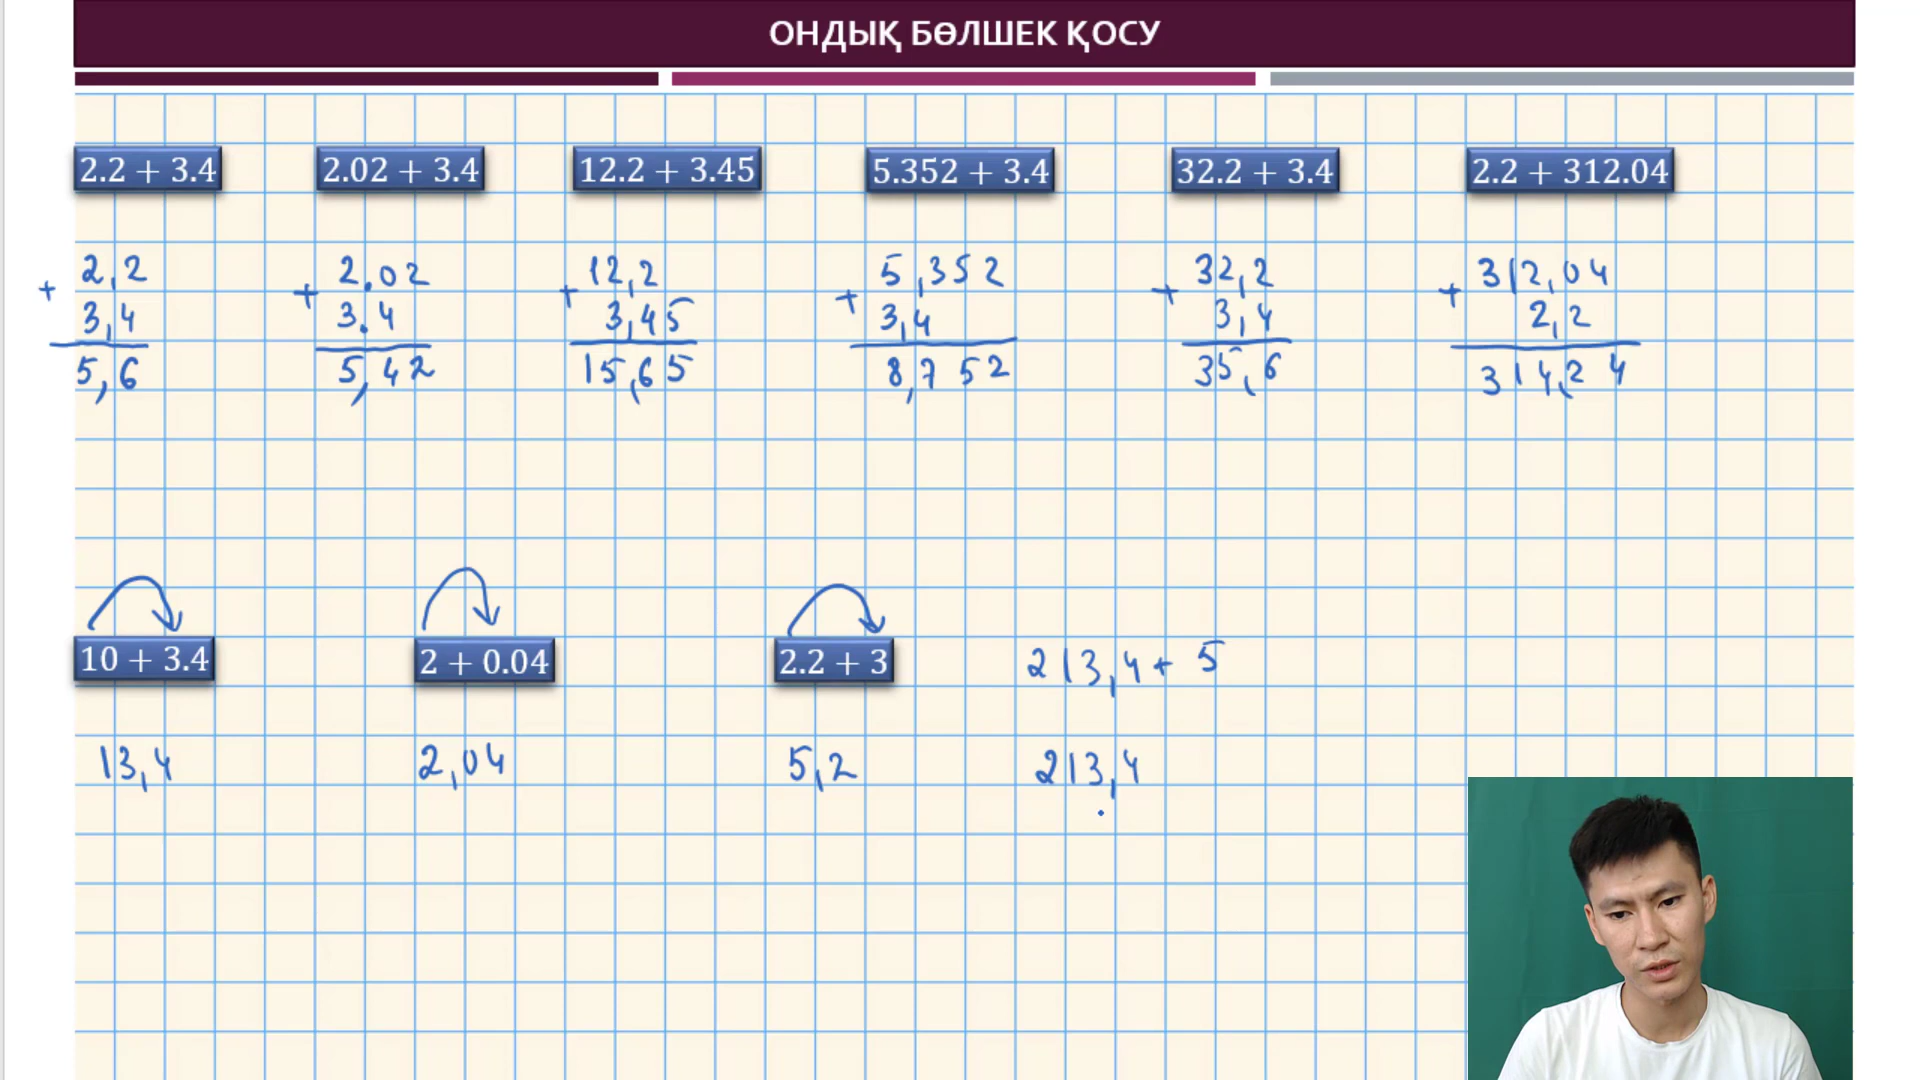 ОНДЫҚ БӨЛШЕК ҚОСУ
2.2 + 3.4
2.02 + 3.4
12.2 + 3.45
5.352 + 3.4
32.2 + 3.4
2.2 + 312.04
+ 2,2
3,4
5,6
+ 2.02
3.4
5,42
+ 12,2
3,45
15,65
+ 5,352
3,4
8,752
+ 32,2
3,4
35,6
+ 312,04
2,2
314,24
10 + 3.4
2 + 0.04
2.2 + 3
213,4 + 5
13,4
2,04
5,2
213,4